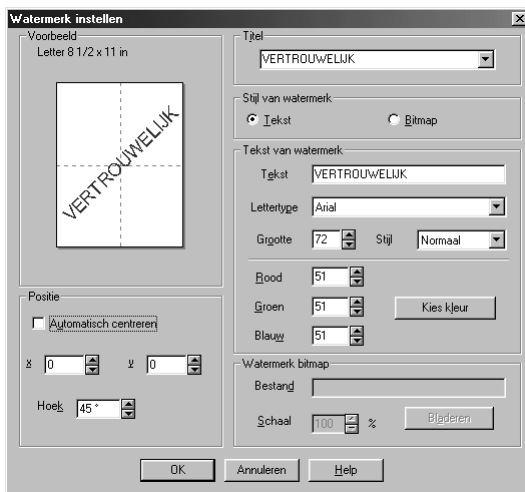 Watermerk instellen
Voorbeeld
Letter 8 1/2 x 11 in
VERTROUWELIJK
Positie
Automatisch centreren
x 0 y 0
Hoek 45 °
Titel
VERTROUWELIJK
Stijl van watermerk
Tekst Bitmap
Tekst van watermerk
Tekst VERTROUWELIJK
Lettertype Arial
Grootte 72 Stijl Normaal
Rood 51
Groen 51 Kies kleur
Blauw 51
Watermerk bitmap
Bestand
Schaal 100 % Bladeren
OK Annuleren Help